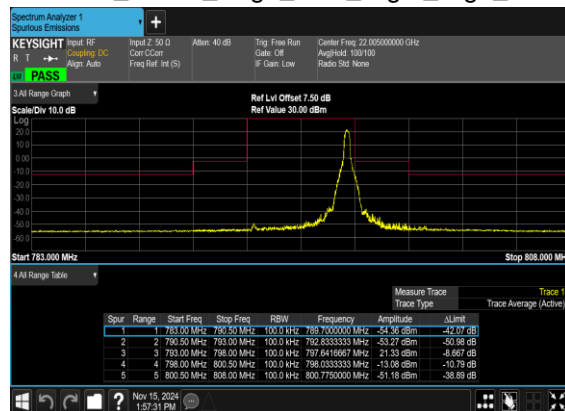 Spectrum Analyzer 1
Spurious Emissions
KEYSIGHT Input: RF Input Z: 50 Ω Atten: 40 dB Trig: Free Run Center Freq: 22.005000000 GHz
R T Coupling: DC Corr CCorr Gate: Off Avg|Hold: 100/100
Align: Auto Freq Ref: Int (S) IF Gain: Low Radio Std: None
LW PASS
3 All Range Graph
Ref Lvl Offset 7.50 dB
Scale/Div 10.0 dB Ref Value 30.00 dBm
Log
20.0
10.0
0.00
-10.0
-20.0
-30.0
-40.0
-50.0
-60.0
Start 783.000 MHz Stop 808.000 MH
4 All Range Table
Measure Trace Trace 1
Trace Type Trace Average (Active)
Spur Range Start Freq Stop Freq RBW Frequency Amplitude ΔLimit
1 1 783.00 MHz 790.50 MHz 100.0 kHz 789.7000000 MHz -54.36 dBm -42.07 dB
2 2 790.50 MHz 793.00 MHz 100.0 kHz 792.8333333 MHz -53.27 dBm -50.98 dB
3 3 793.00 MHz 798.00 MHz 100.0 kHz 797.6416667 MHz 21.33 dBm -8.667 dB
4 4 798.00 MHz 800.50 MHz 100.0 kHz 798.0333333 MHz -13.08 dBm -10.79 dB
5 5 800.50 MHz 808.00 MHz 100.0 kHz 800.7750000 MHz -51.18 dBm -38.89 dB
? Nov 15, 2024
1:57:31 PM